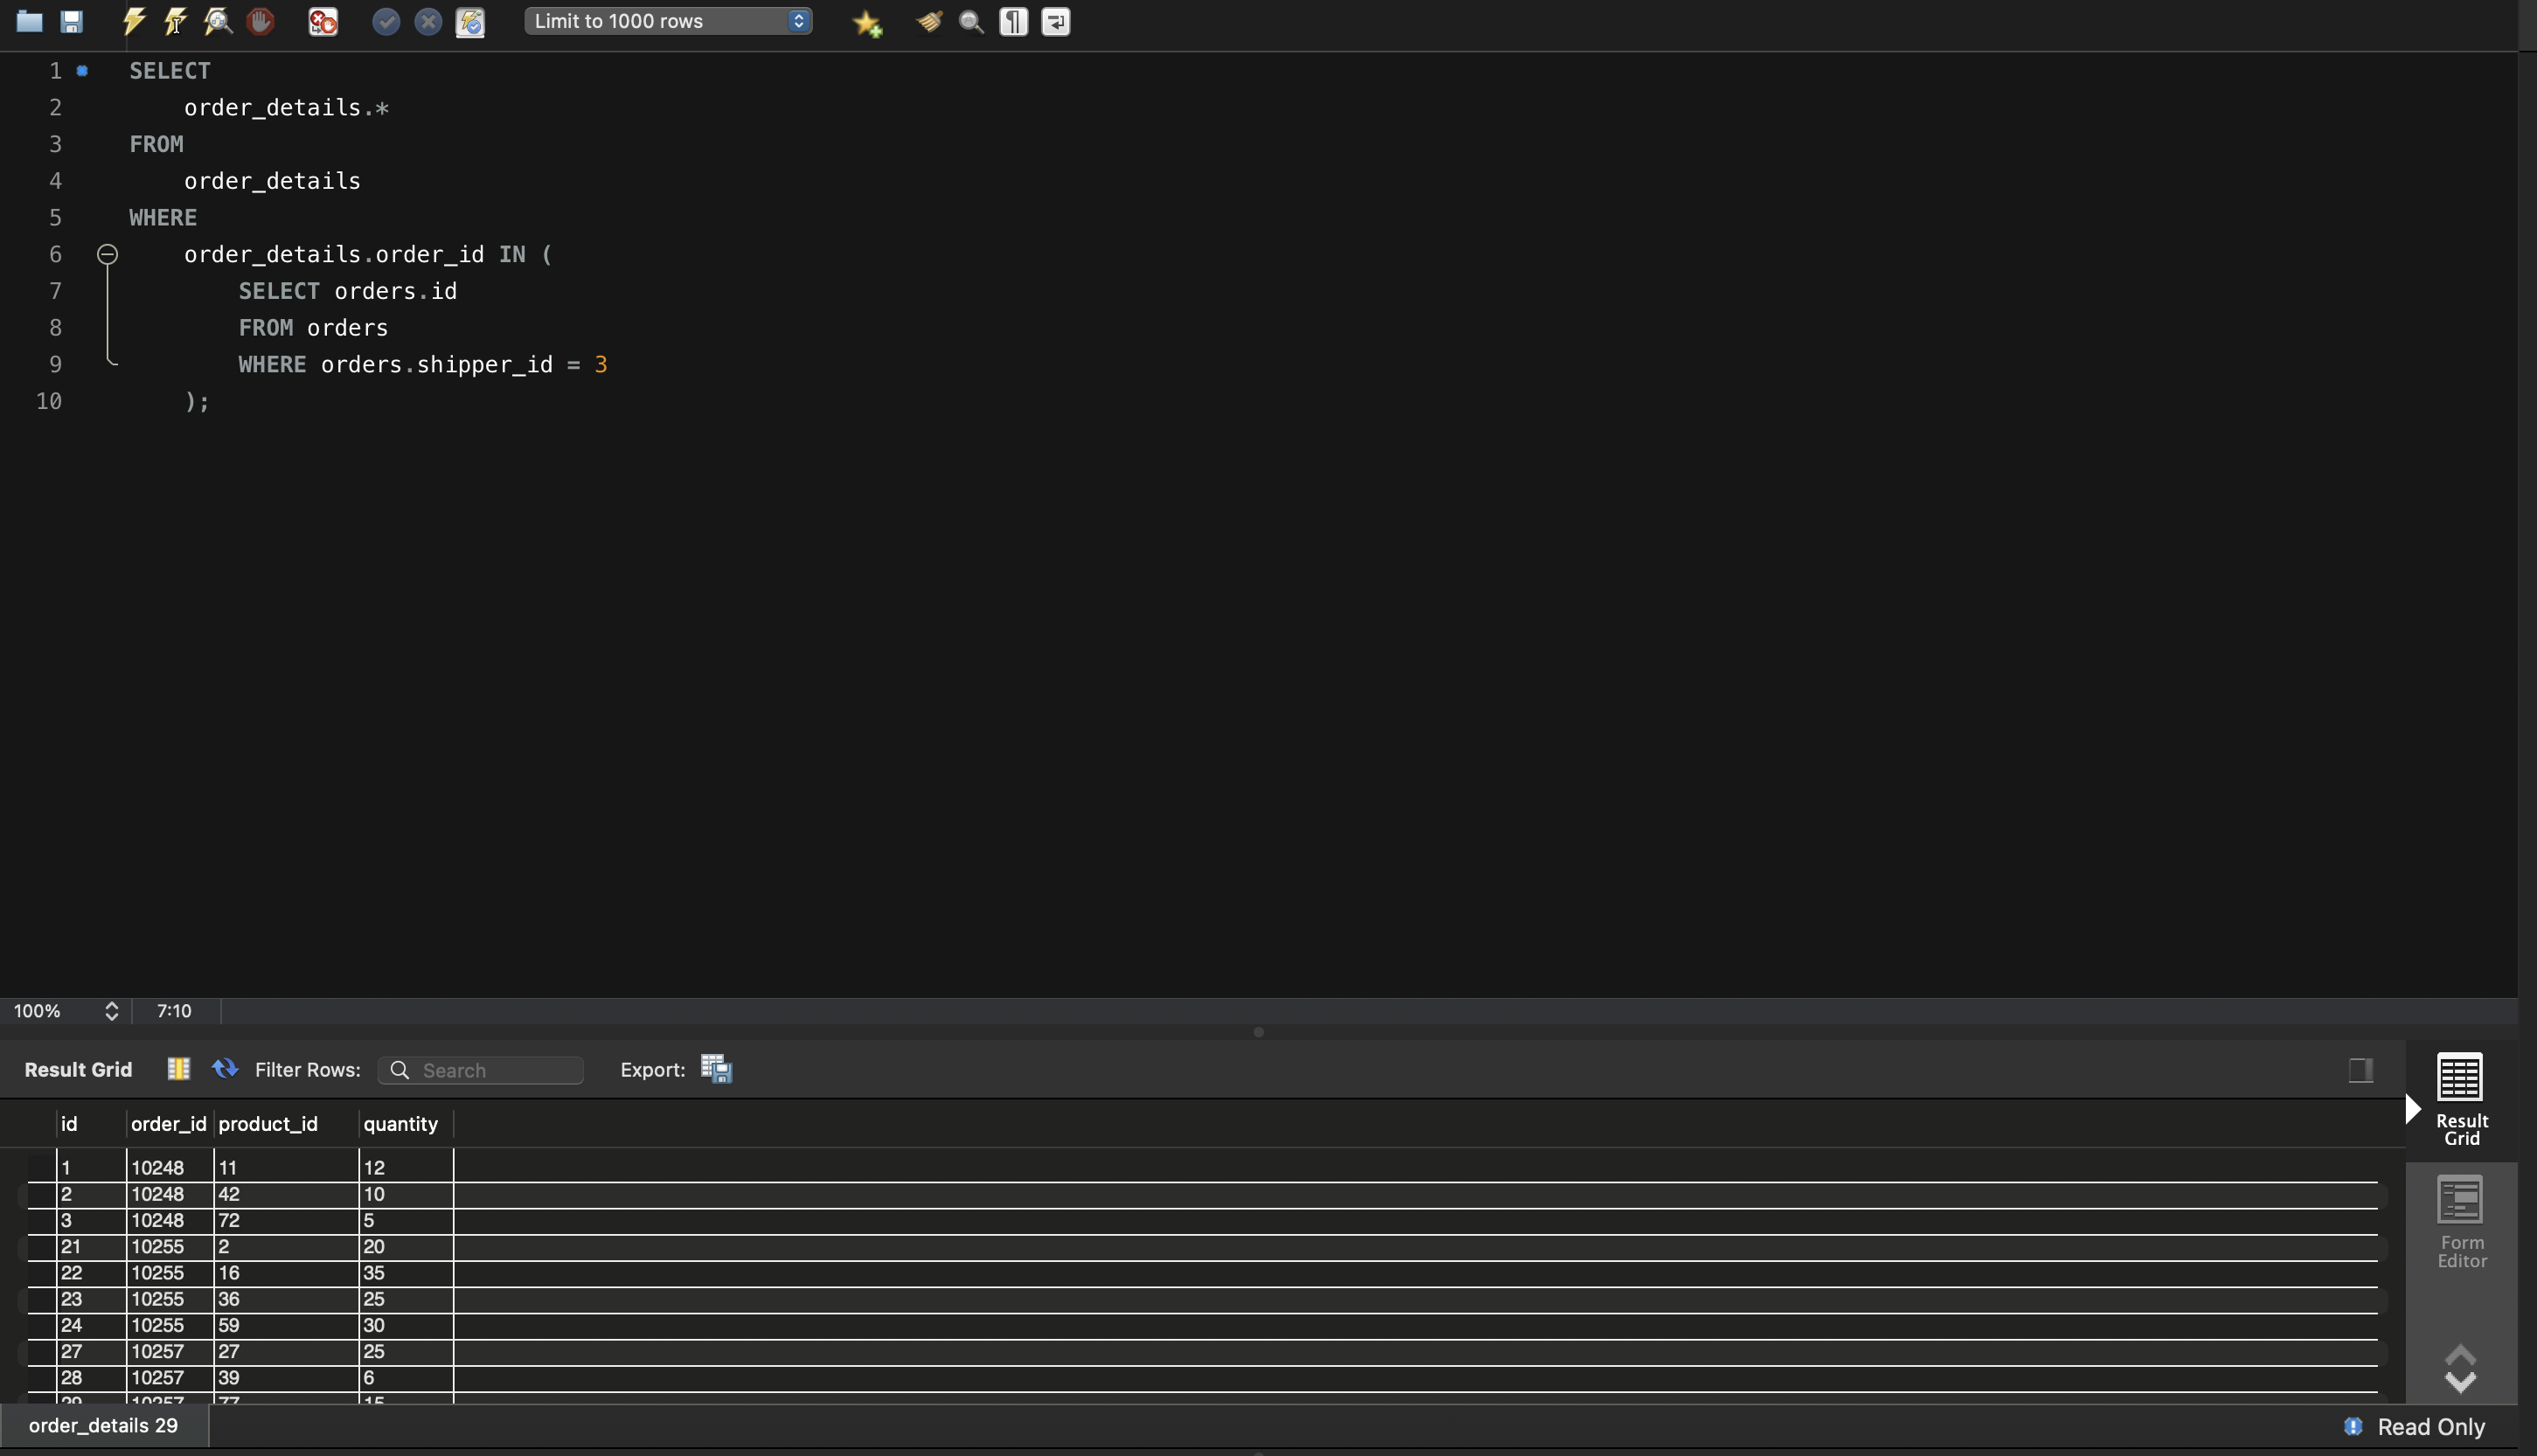 Limit to 1000 rows
1 SELECT
2 order_details.*
3 FROM
4 order_details
5 WHERE
6 order_details.order_id IN (
7 SELECT orders.id
8 FROM orders
9 WHERE orders.shipper_id = 3
10 );
100% 7:10
Result Grid Filter Rows: Search Export:
id order_id product_id quantity
1 10248 11 12
2 10248 42 10
3 10248 72 5
21 10255 2 20
22 10255 16 35
23 10255 36 25
24 10255 59 30
27 10257 27 25
28 10257 39 6
29 10257 77 15
Result
Grid
Form
Editor
order_details 29 Read Only